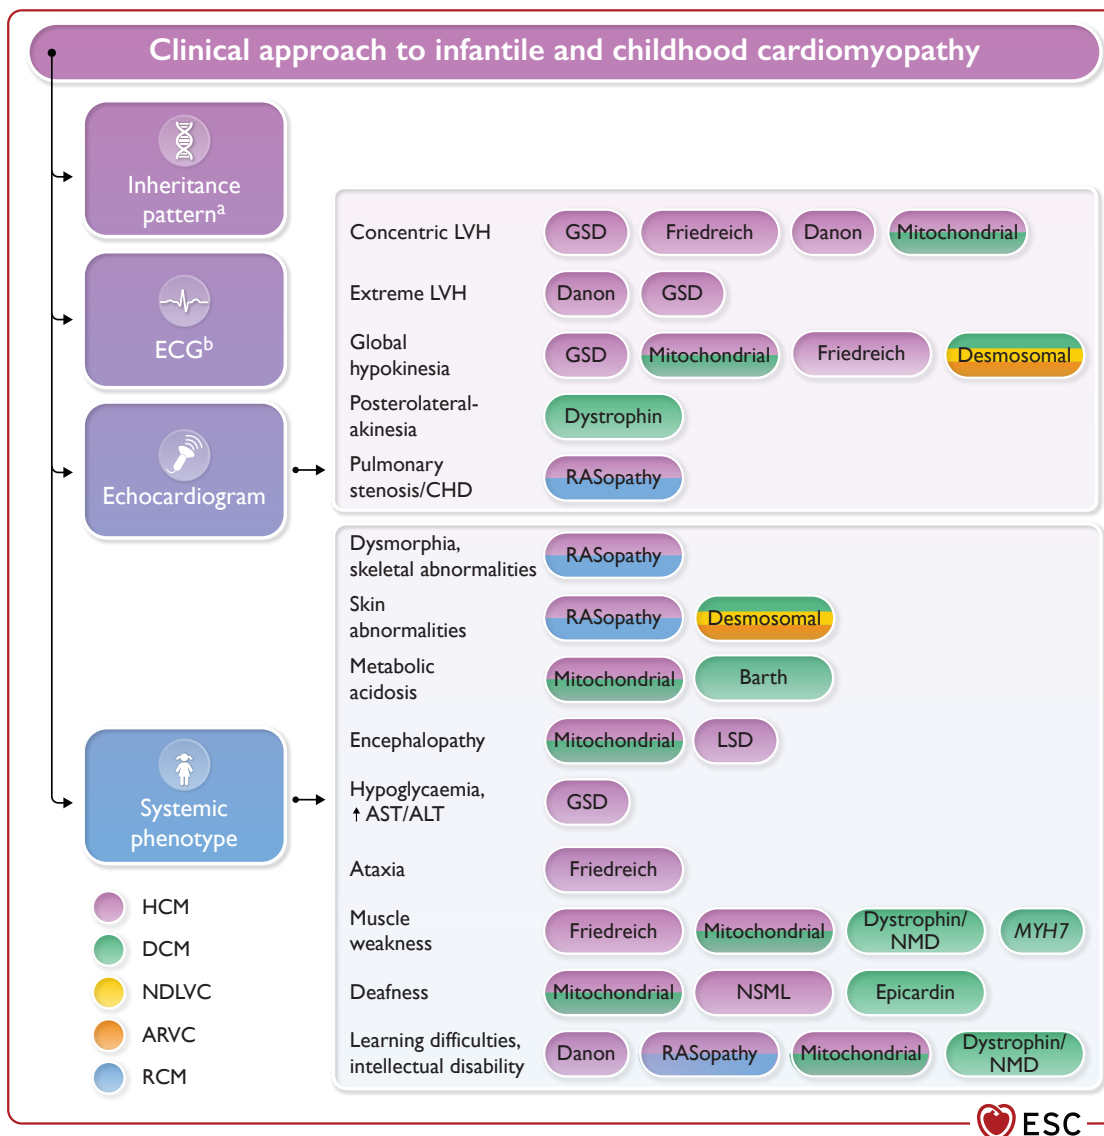 Clinical approach to infantile and childhood cardiomyopathy
Inheritance
patternᵃ
ECGᵇ
Echocardiogram
Concentric LVH
GSD
Friedreich
Danon
Mitochondrial
Extreme LVH
Danon
GSD
Global
hypokinesia
GSD
Mitochondrial
Friedreich
Desmosomal
Posterolateral-
akinesia
Dystrophin
Pulmonary
stenosis/CHD
RASopathy
Systemic
phenotype
Dysmorphia,
skeletal abnormalities
RASopathy
Skin
abnormalities
RASopathy
Desmosomal
Metabolic
acidosis
Mitochondrial
Barth
Encephalopathy
Mitochondrial
LSD
Hypoglycaemia,
↑ AST/ALT
GSD
Ataxia
Friedreich
Muscle
weakness
Friedreich
Mitochondrial
Dystrophin/
NMD
MYH7
Deafness
Mitochondrial
NSML
Epicardin
Learning difficulties,
intellectual disability
Danon
RASopathy
Mitochondrial
Dystrophin/
NMD
HCM
DCM
NDLVC
ARVC
RCM
ESC